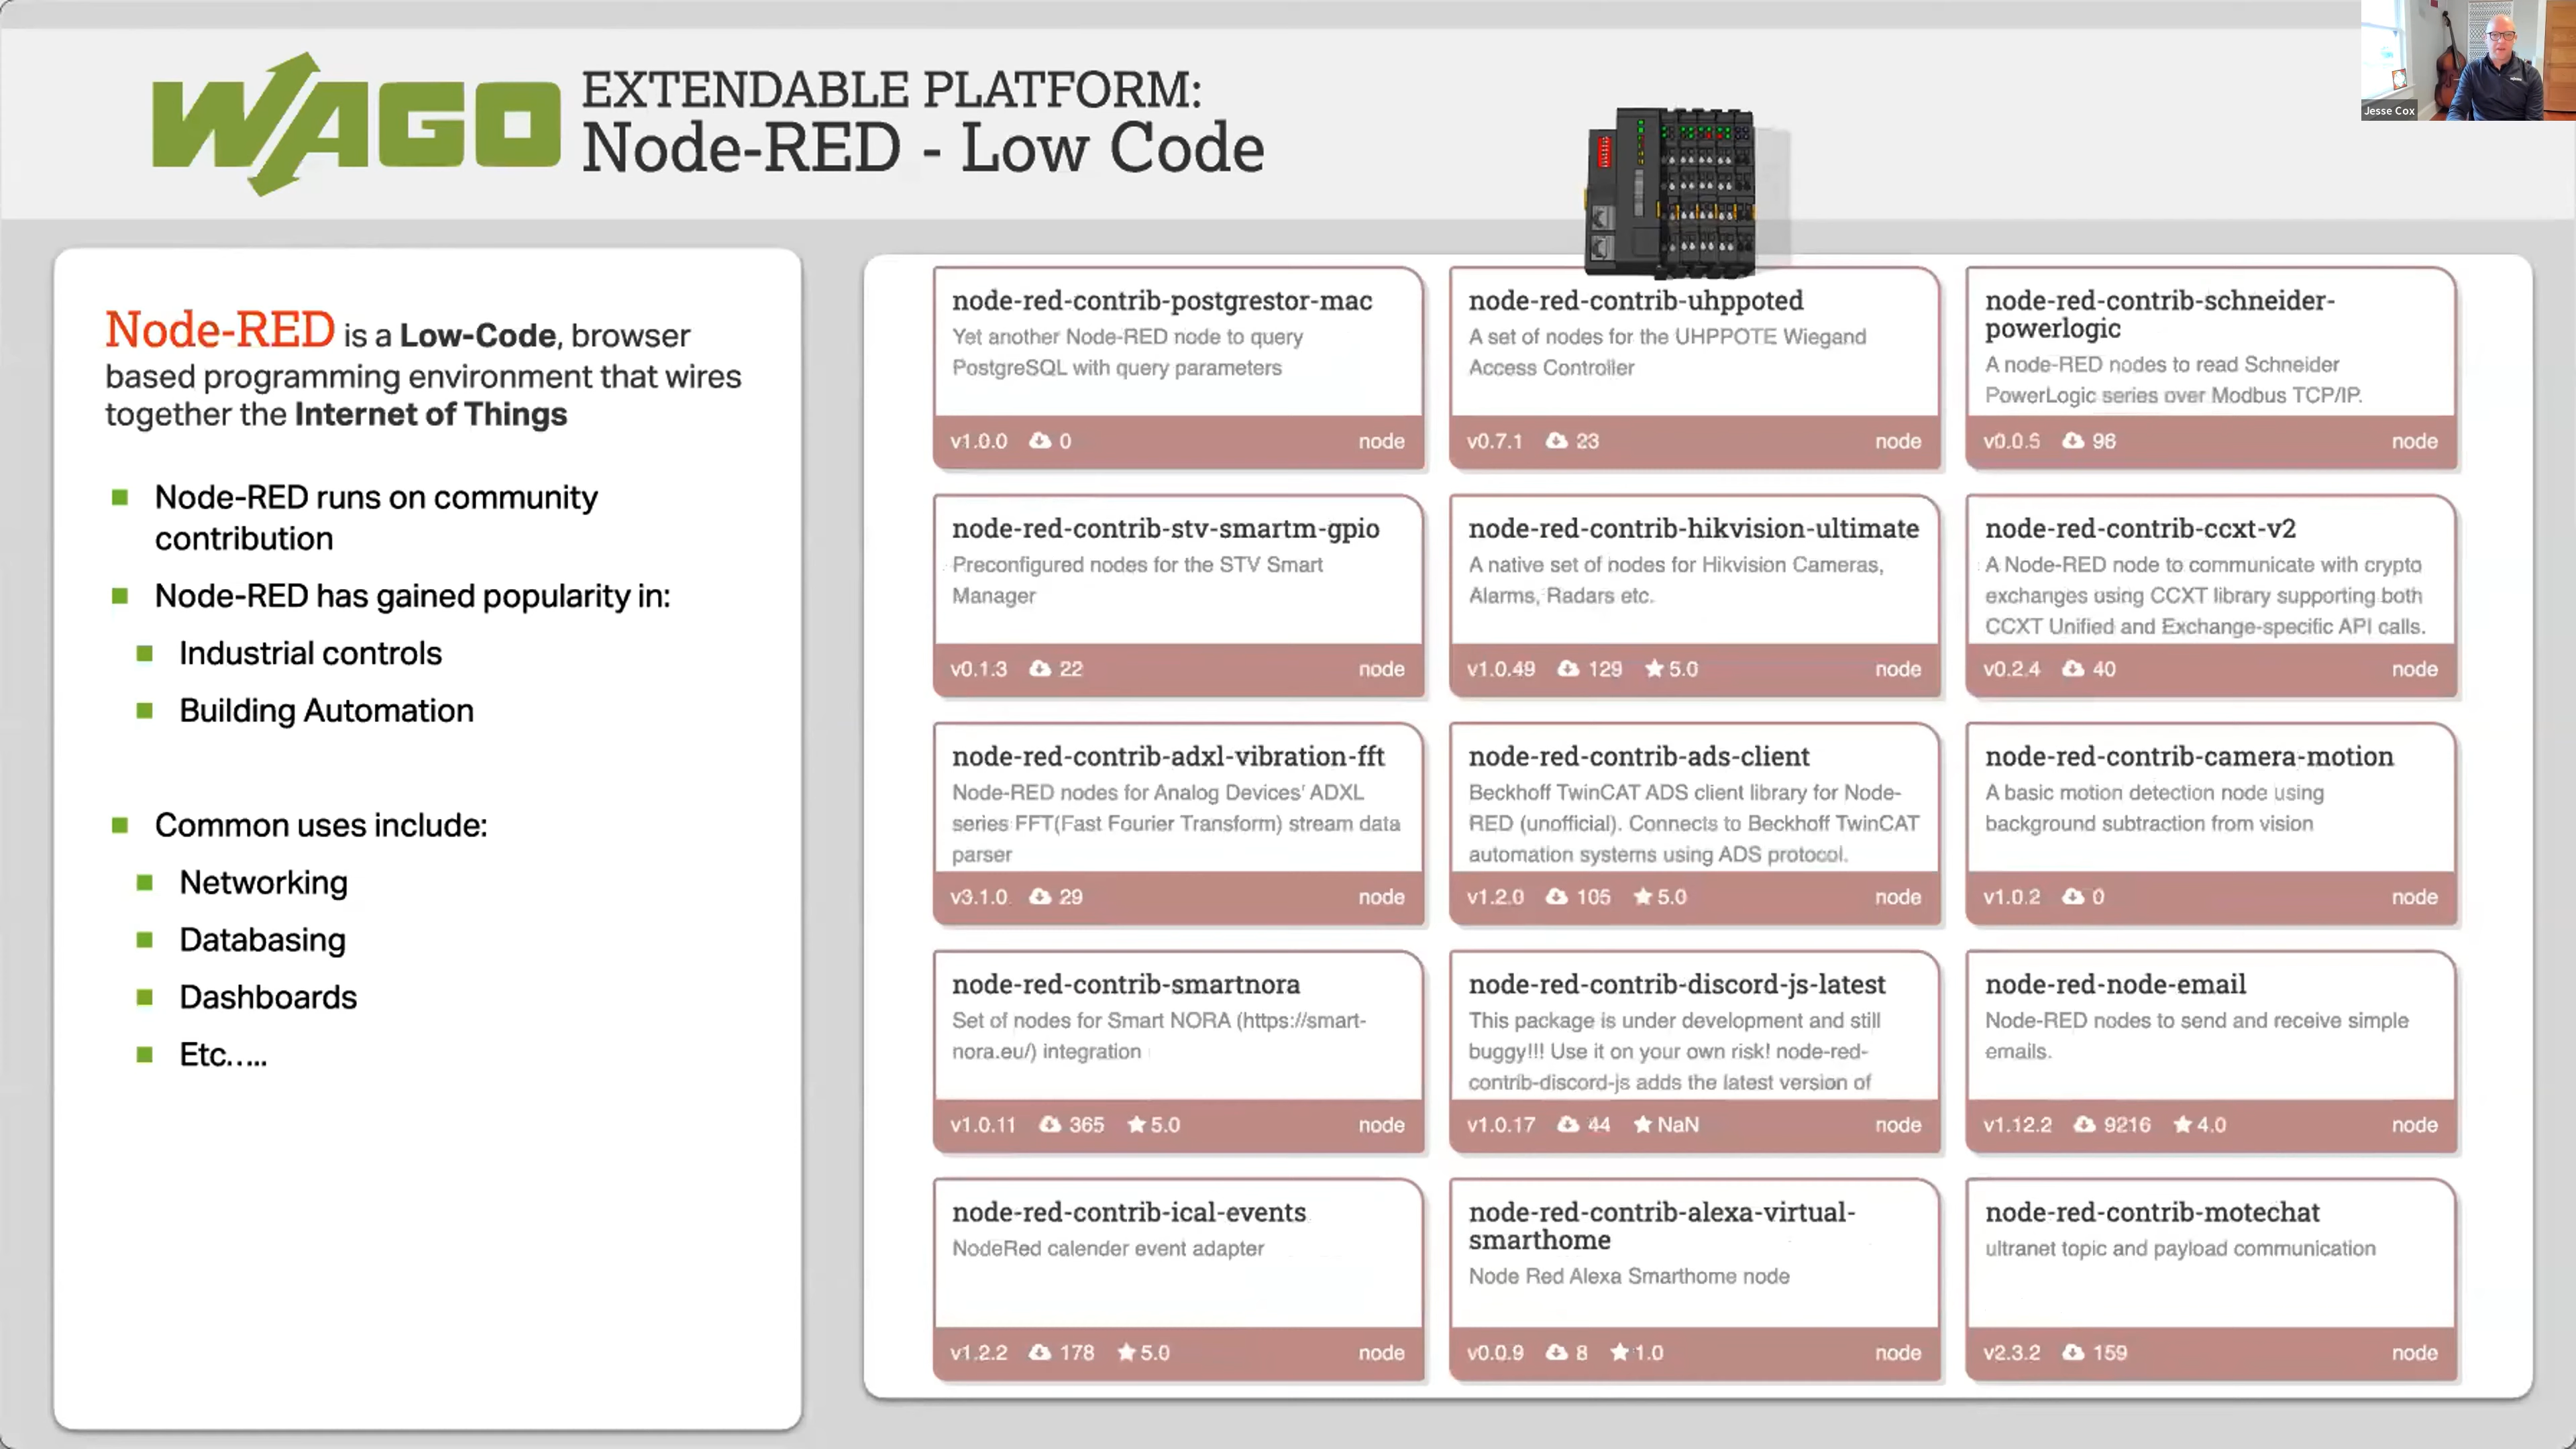 WAGO
EXTENDABLE PLATFORM:
Node-RED - Low Code
Jesse Cox
Node-RED is a Low-Code, browser
based programming environment that wires
together the Internet of Things
Node-RED runs on community
contribution
Node-RED has gained popularity in:
Industrial controls
Building Automation
Common uses include:
Networking
Databasing
Dashboards
Etc.....
node-red-contrib-postgrestor-mac
Yet another Node-RED node to query
PostgreSQL with query parameters
v1.0.0 0 node
node-red-contrib-uhppoted
A set of nodes for the UHPPOTE Wiegand
Access Controller
v0.7.1 23 node
node-red-contrib-schneider-
powerlogic
A node-RED nodes to read Schneider
PowerLogic series over Modbus TCP/IP.
v0.0.5 96 node
node-red-contrib-stv-smartm-gpio
Preconfigured nodes for the STV Smart
Manager
v0.1.3 22 node
node-red-contrib-hikvision-ultimate
A native set of nodes for Hikvision Cameras,
Alarms, Radars etc.
v1.0.49 129 5.0 node
node-red-contrib-ccxt-v2
A Node-RED node to communicate with crypto
exchanges using CCXT library supporting both
CCXT Unified and Exchange-specific API calls.
v0.2.4 40 node
node-red-contrib-adxl-vibration-fft
Node-RED nodes for Analog Devices' ADXL
series FFT(Fast Fourier Transform) stream data
parser
v3.1.0 29 node
node-red-contrib-ads-client
Beckhoff TwinCAT ADS client library for Node-
RED (unofficial). Connects to Beckhoff TwinCAT
automation systems using ADS protocol.
v1.2.0 105 5.0 node
node-red-contrib-camera-motion
A basic motion detection node using
background subtraction from vision
v1.0.2 0 node
node-red-contrib-smartnora
Set of nodes for Smart NORA (https://smart-
nora.eu/) integration
v1.0.11 365 5.0 node
node-red-contrib-discord-js-latest
This package is under development and still
buggy!!! Use it on your own risk! node-red-
contrib-discord-js adds the latest version of
v1.0.17 44 NaN node
node-red-node-email
Node-RED nodes to send and receive simple
emails.
v1.12.2 9216 4.0 node
node-red-contrib-ical-events
NodeRed calender event adapter
v1.2.2 178 5.0 node
node-red-contrib-alexa-virtual-
smarthome
Node Red Alexa Smarthome node
v0.0.9 8 1.0 node
node-red-contrib-motechat
ultranet topic and payload communication
v2.3.2 159 node